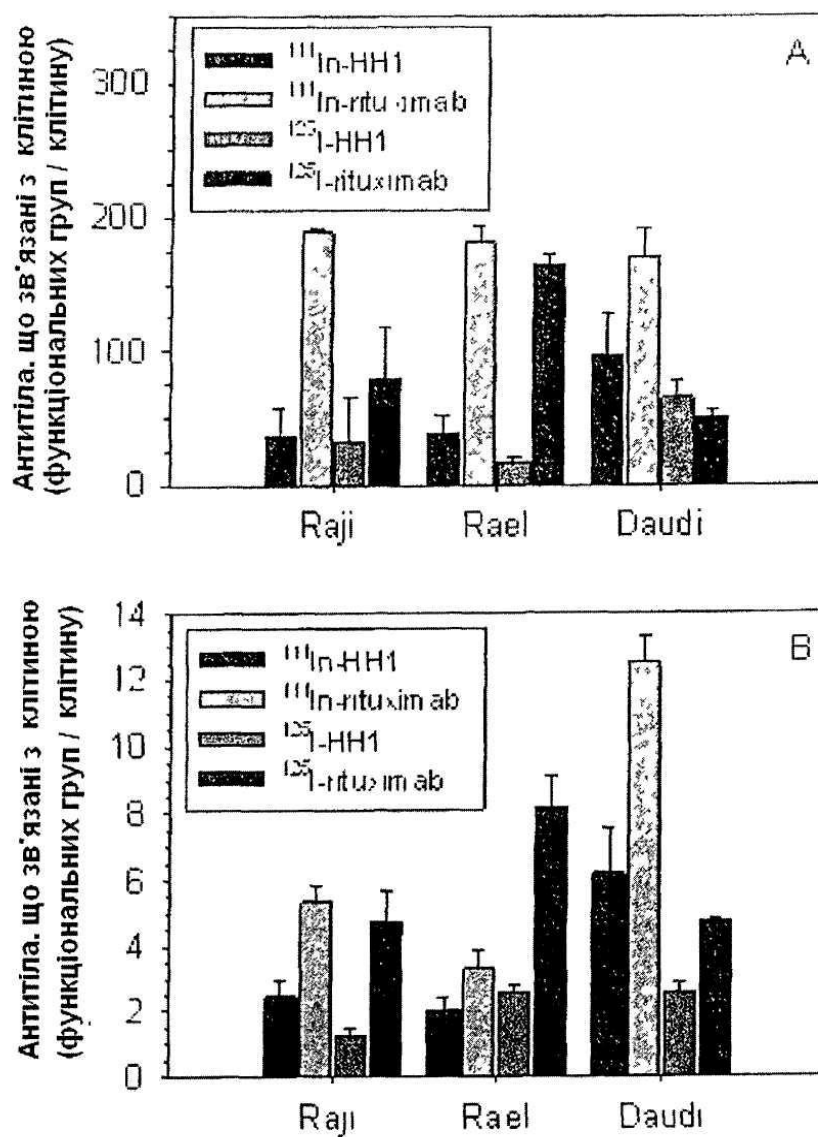 Антитіла. що зв'язані з клітиною
(функціональних груп / клітину)
A
300
200
100
0
¹¹¹In-HH1
¹¹¹In-rituximab
¹²⁵I-HH1
¹²⁵I-rituximab
Raji Rael Daudi
Антитіла. що зв'язані з клітиною
(функціональних груп / клітину)
B
14
12
10
8
6
4
2
0
¹¹¹In-HH1
¹¹¹In-rituximab
¹²⁵I-HH1
¹²⁵I-rituximab
Raji Rael Daudi